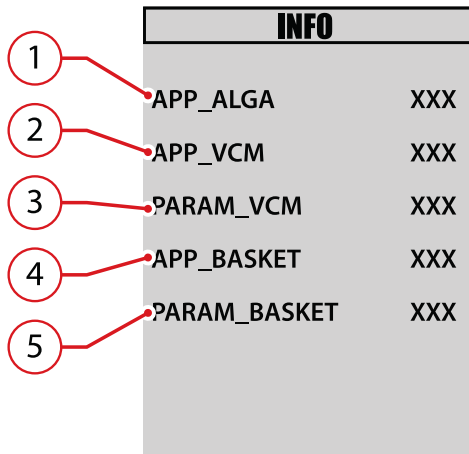 INFO
1 APP_ALGA XXX
2 APP_VCM XXX
3 PARAM_VCM XXX
4 APP_BASKET XXX
5 PARAM_BASKET XXX